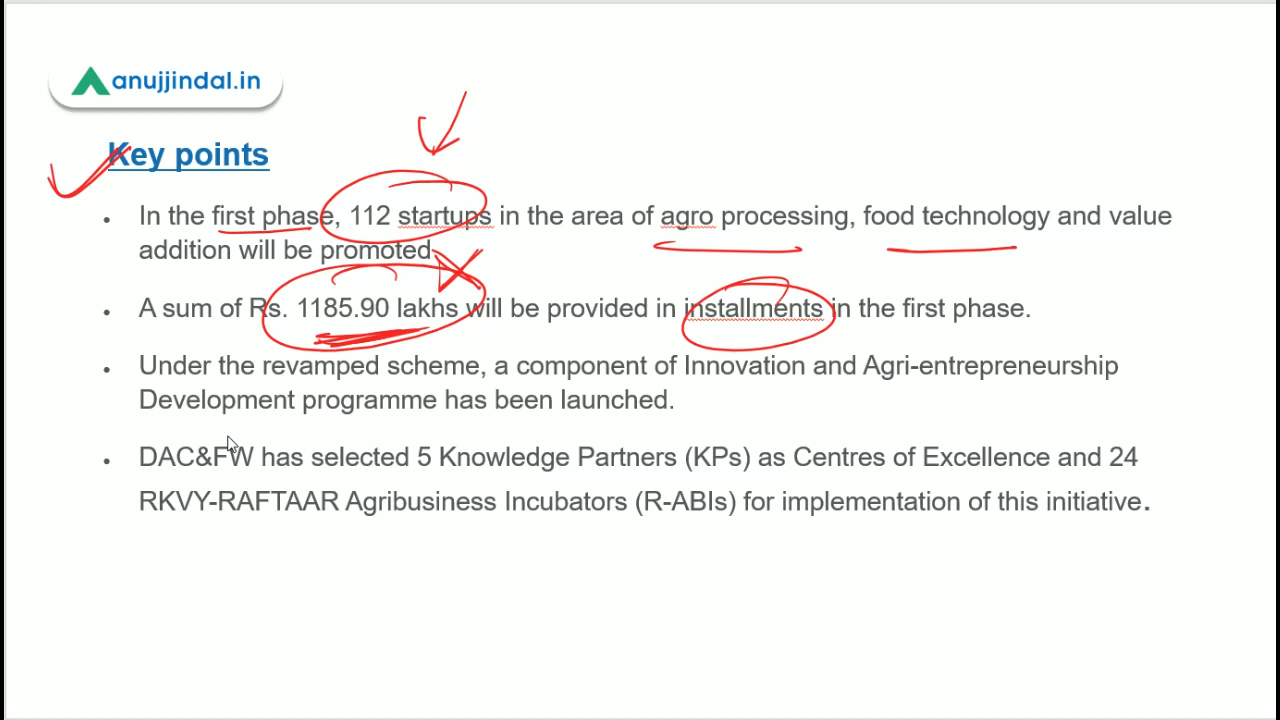 anujjindal.in
Key points
• In the first phase, 112 startups in the area of agro processing, food technology and value
addition will be promoted
• A sum of Rs. 1185.90 lakhs will be provided in installments in the first phase.
• Under the revamped scheme, a component of Innovation and Agri-entrepreneurship
Development programme has been launched.
• DAC&FW has selected 5 Knowledge Partners (KPs) as Centres of Excellence and 24
RKVY-RAFTAAR Agribusiness Incubators (R-ABIs) for implementation of this initiative.